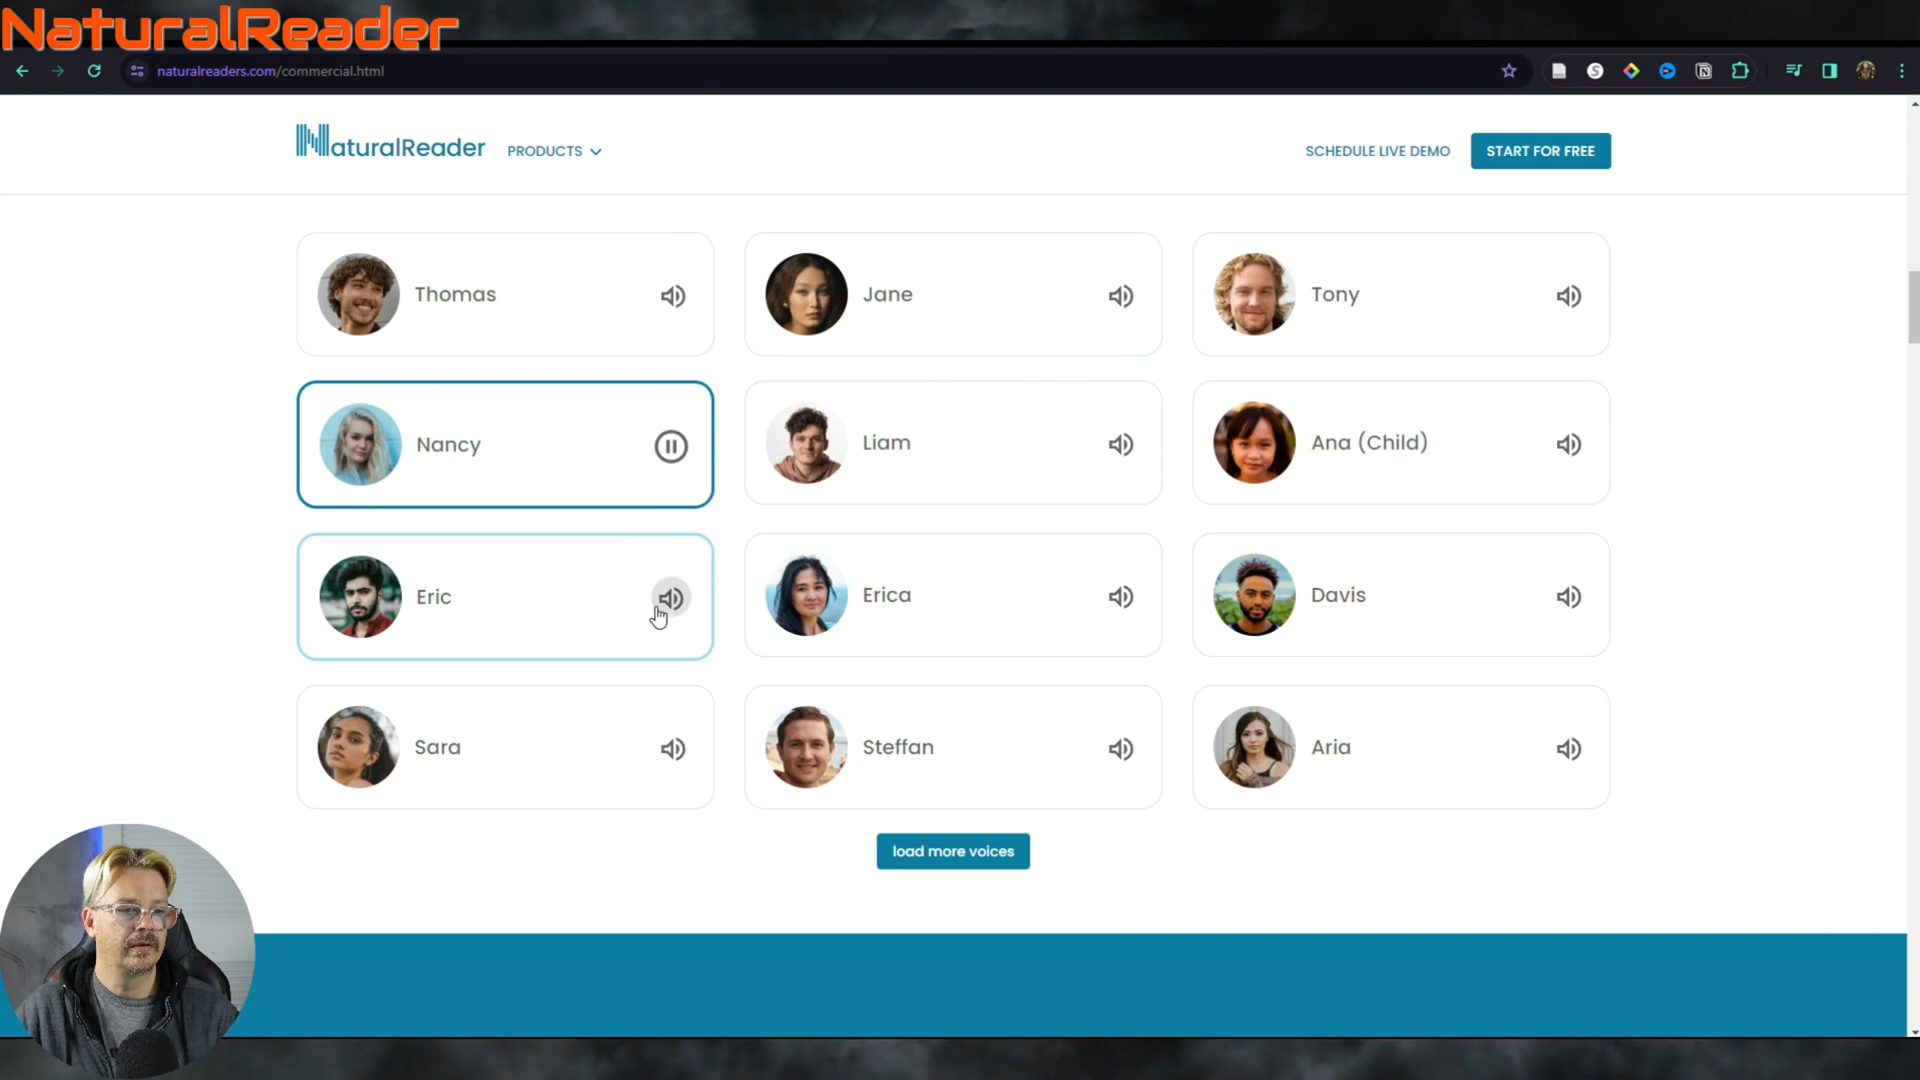 NaturalReader
naturalreaders.com/commercial.html
NaturalReader
PRODUCTS
SCHEDULE LIVE DEMO
START FOR FREE
Thomas
Jane
Tony
Nancy
Liam
Ana (Child)
Eric
Erica
Davis
Sara
Steffan
Aria
load more voices